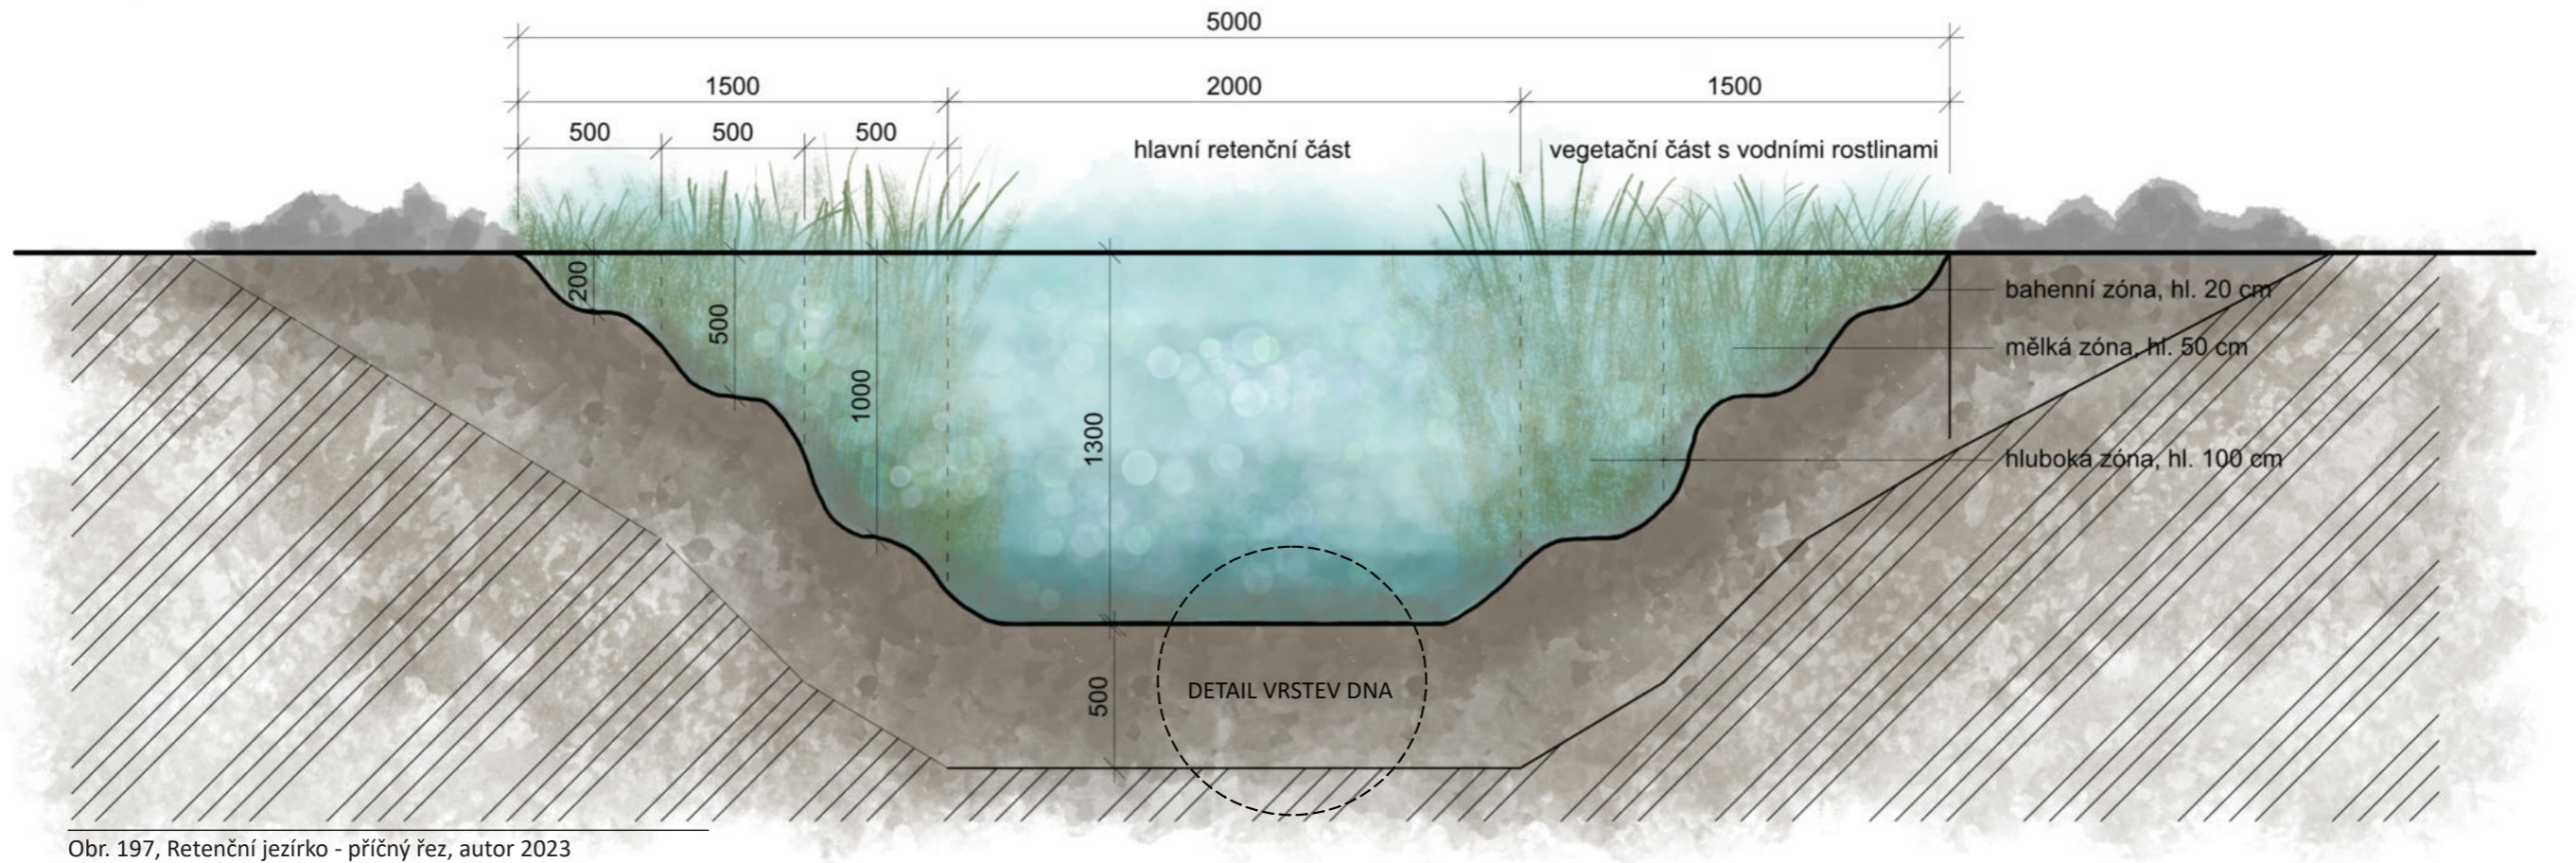 5000
1500
2000
1500
500
500
500
hlavní retenční část
vegetační část s vodními rostlinami
200
500
1000
1300
bahenní zóna, hl. 20 cm
mělká zóna, hl. 50 cm
hluboká zóna, hl. 100 cm
500
DETAIL VRSTEV DNA
Obr. 197, Retenční jezírko - příčný řez, autor 2023